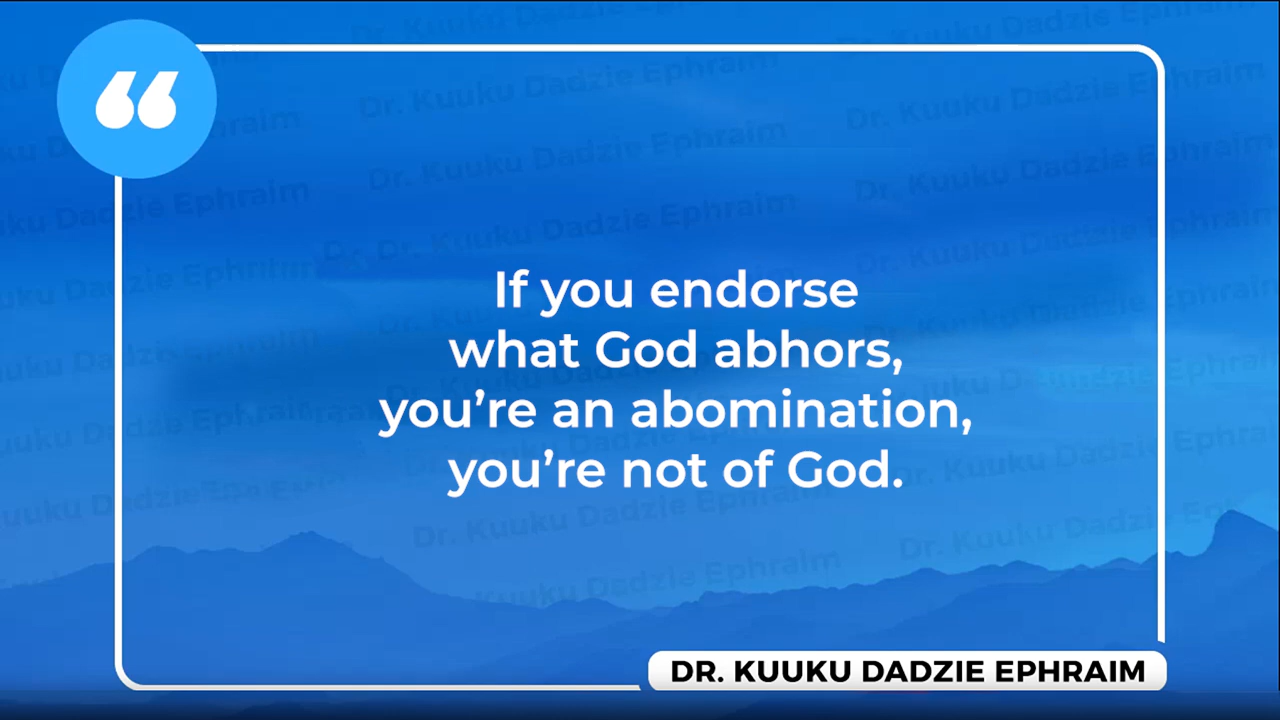 If you endorse
what God abhors,
you're an abomination,
you're not of God.
DR. KUUKU DADZIE EPHRAIM